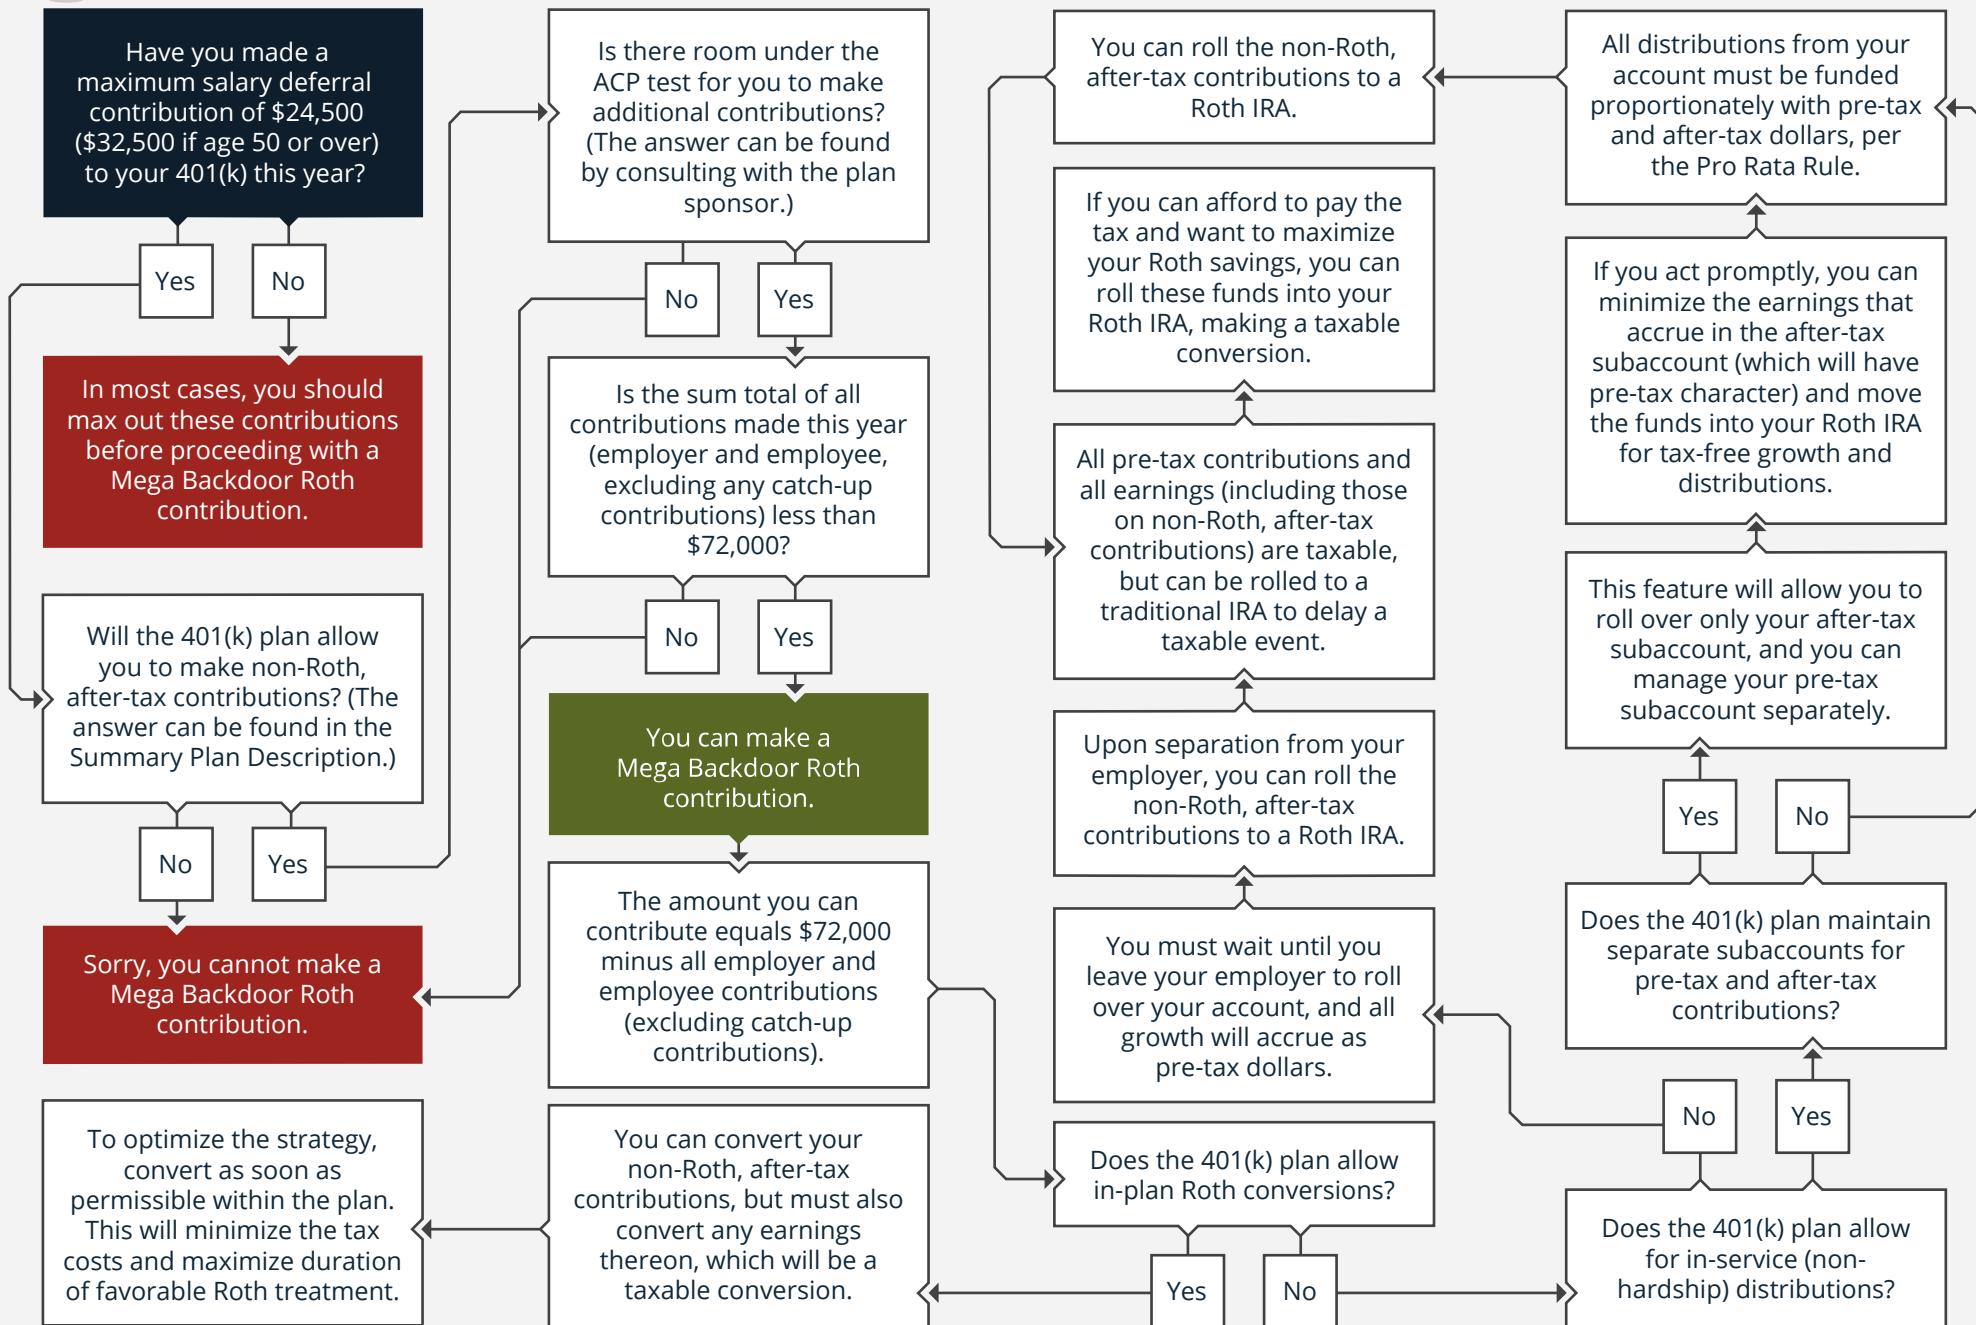 Have you made a
maximum salary deferral
contribution of $24,500
($32,500 if age 50 or over)
to your 401(k) this year?
Yes
No
In most cases, you should
max out these contributions
before proceeding with a
Mega Backdoor Roth
contribution.
Will the 401(k) plan allow
you to make non-Roth,
after-tax contributions? (The
answer can be found in the
Summary Plan Description.)
No
Yes
Sorry, you cannot make a
Mega Backdoor Roth
contribution.
To optimize the strategy,
convert as soon as
permissible within the plan.
This will minimize the tax
costs and maximize duration
of favorable Roth treatment.
Is there room under the
ACP test for you to make
additional contributions?
(The answer can be found
by consulting with the plan
sponsor.)
No
Yes
Is the sum total of all
contributions made this year
(employer and employee,
excluding any catch-up
contributions) less than
$72,000?
No
Yes
You can make a
Mega Backdoor Roth
contribution.
The amount you can
contribute equals $72,000
minus all employer and
employee contributions
(excluding catch-up
contributions).
You can convert your
non-Roth, after-tax
contributions, but must also
convert any earnings
thereon, which will be a
taxable conversion.
You can roll the non-Roth,
after-tax contributions to a
Roth IRA.
If you can afford to pay the
tax and want to maximize
your Roth savings, you can
roll these funds into your
Roth IRA, making a taxable
conversion.
All pre-tax contributions and
all earnings (including those
on non-Roth, after-tax
contributions) are taxable,
but can be rolled to a
traditional IRA to delay a
taxable event.
Upon separation from your
employer, you can roll the
non-Roth, after-tax
contributions to a Roth IRA.
You must wait until you
leave your employer to roll
over your account, and all
growth will accrue as
pre-tax dollars.
Does the 401(k) plan allow
in-plan Roth conversions?
Yes
No
All distributions from your
account must be funded
proportionately with pre-tax
and after-tax dollars, per
the Pro Rata Rule.
If you act promptly, you can
minimize the earnings that
accrue in the after-tax
subaccount (which will have
pre-tax character) and move
the funds into your Roth IRA
for tax-free growth and
distributions.
This feature will allow you to
roll over only your after-tax
subaccount, and you can
manage your pre-tax
subaccount separately.
Yes
No
Does the 401(k) plan maintain
separate subaccounts for
pre-tax and after-tax
contributions?
No
Yes
Does the 401(k) plan allow
for in-service (non-
hardship) distributions?